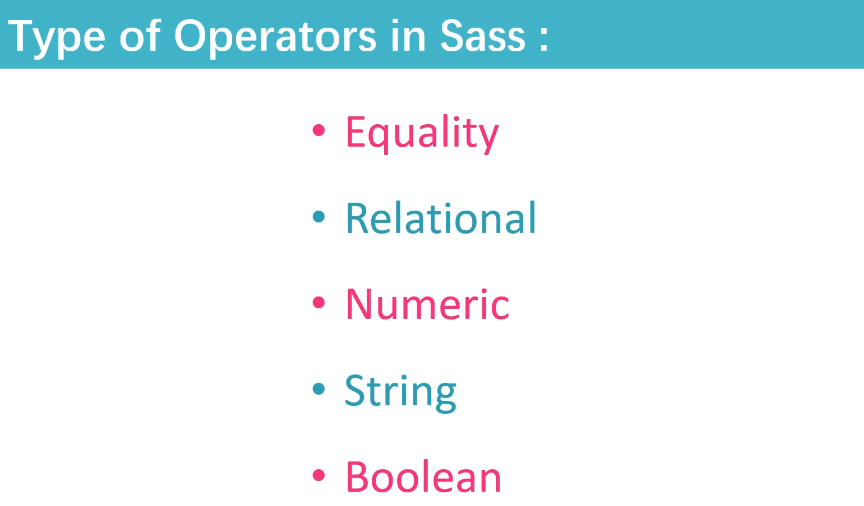 Type of Operators in Sass :
• Equality
• Relational
• Numeric
• String
• Boolean